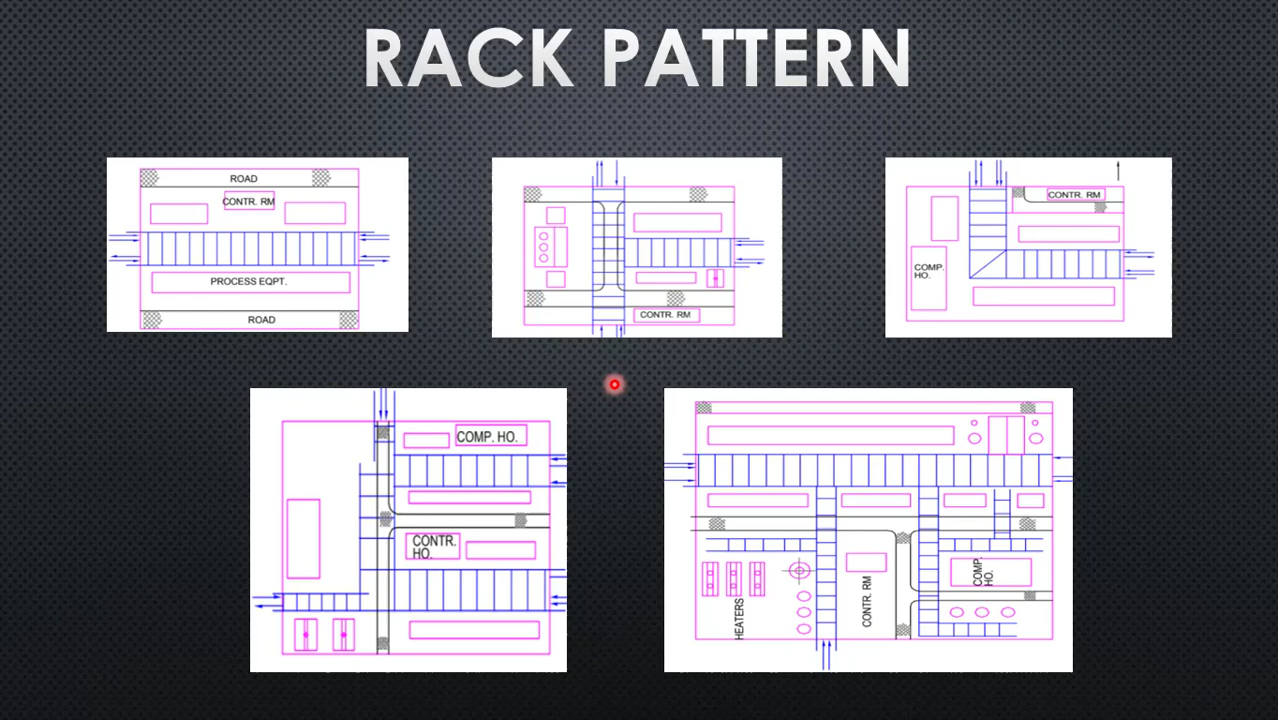 RACK PATTERN
ROAD
CONTR. RM
PROCESS EQPT.
ROAD
CONTR. RM
CONTR. RM
COMP.
HO.
COMP. HO.
CONTR.
HO.
HEATERS
CONTR. RM
COMP.
HO.